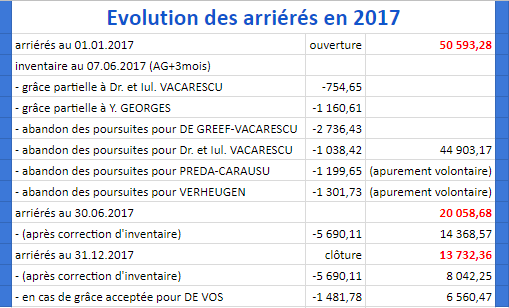 Evolution des arriérés en 2017
arriérés au 01.01.2017 ouverture 50 593,28
inventaire au 07.06.2017 (AG+3mois)
- grâce partielle à Dr. et Iul. VACARESCU -754,65
- grâce partielle à Y. GEORGES -1 160,61
- abandon des poursuites pour DE GREEF-VACARESCU -2 736,43
- abandon des poursuites pour Dr. et Iul. VACARESCU -1 038,42 44 903,17
- abandon des poursuites pour PREDA-CARAUSU -1 199,65 (apurement volontaire)
- abandon des poursuites pour VERHEUGEN -1 301,73 (apurement volontaire)
arriérés au 30.06.2017 20 058,68
- (après correction d'inventaire) -5 690,11 14 368,57
arriérés au 31.12.2017 clôture 13 732,36
- (après correction d'inventaire) -5 690,11 8 042,25
- en cas de grâce acceptée pour DE VOS -1 481,78 6 560,47